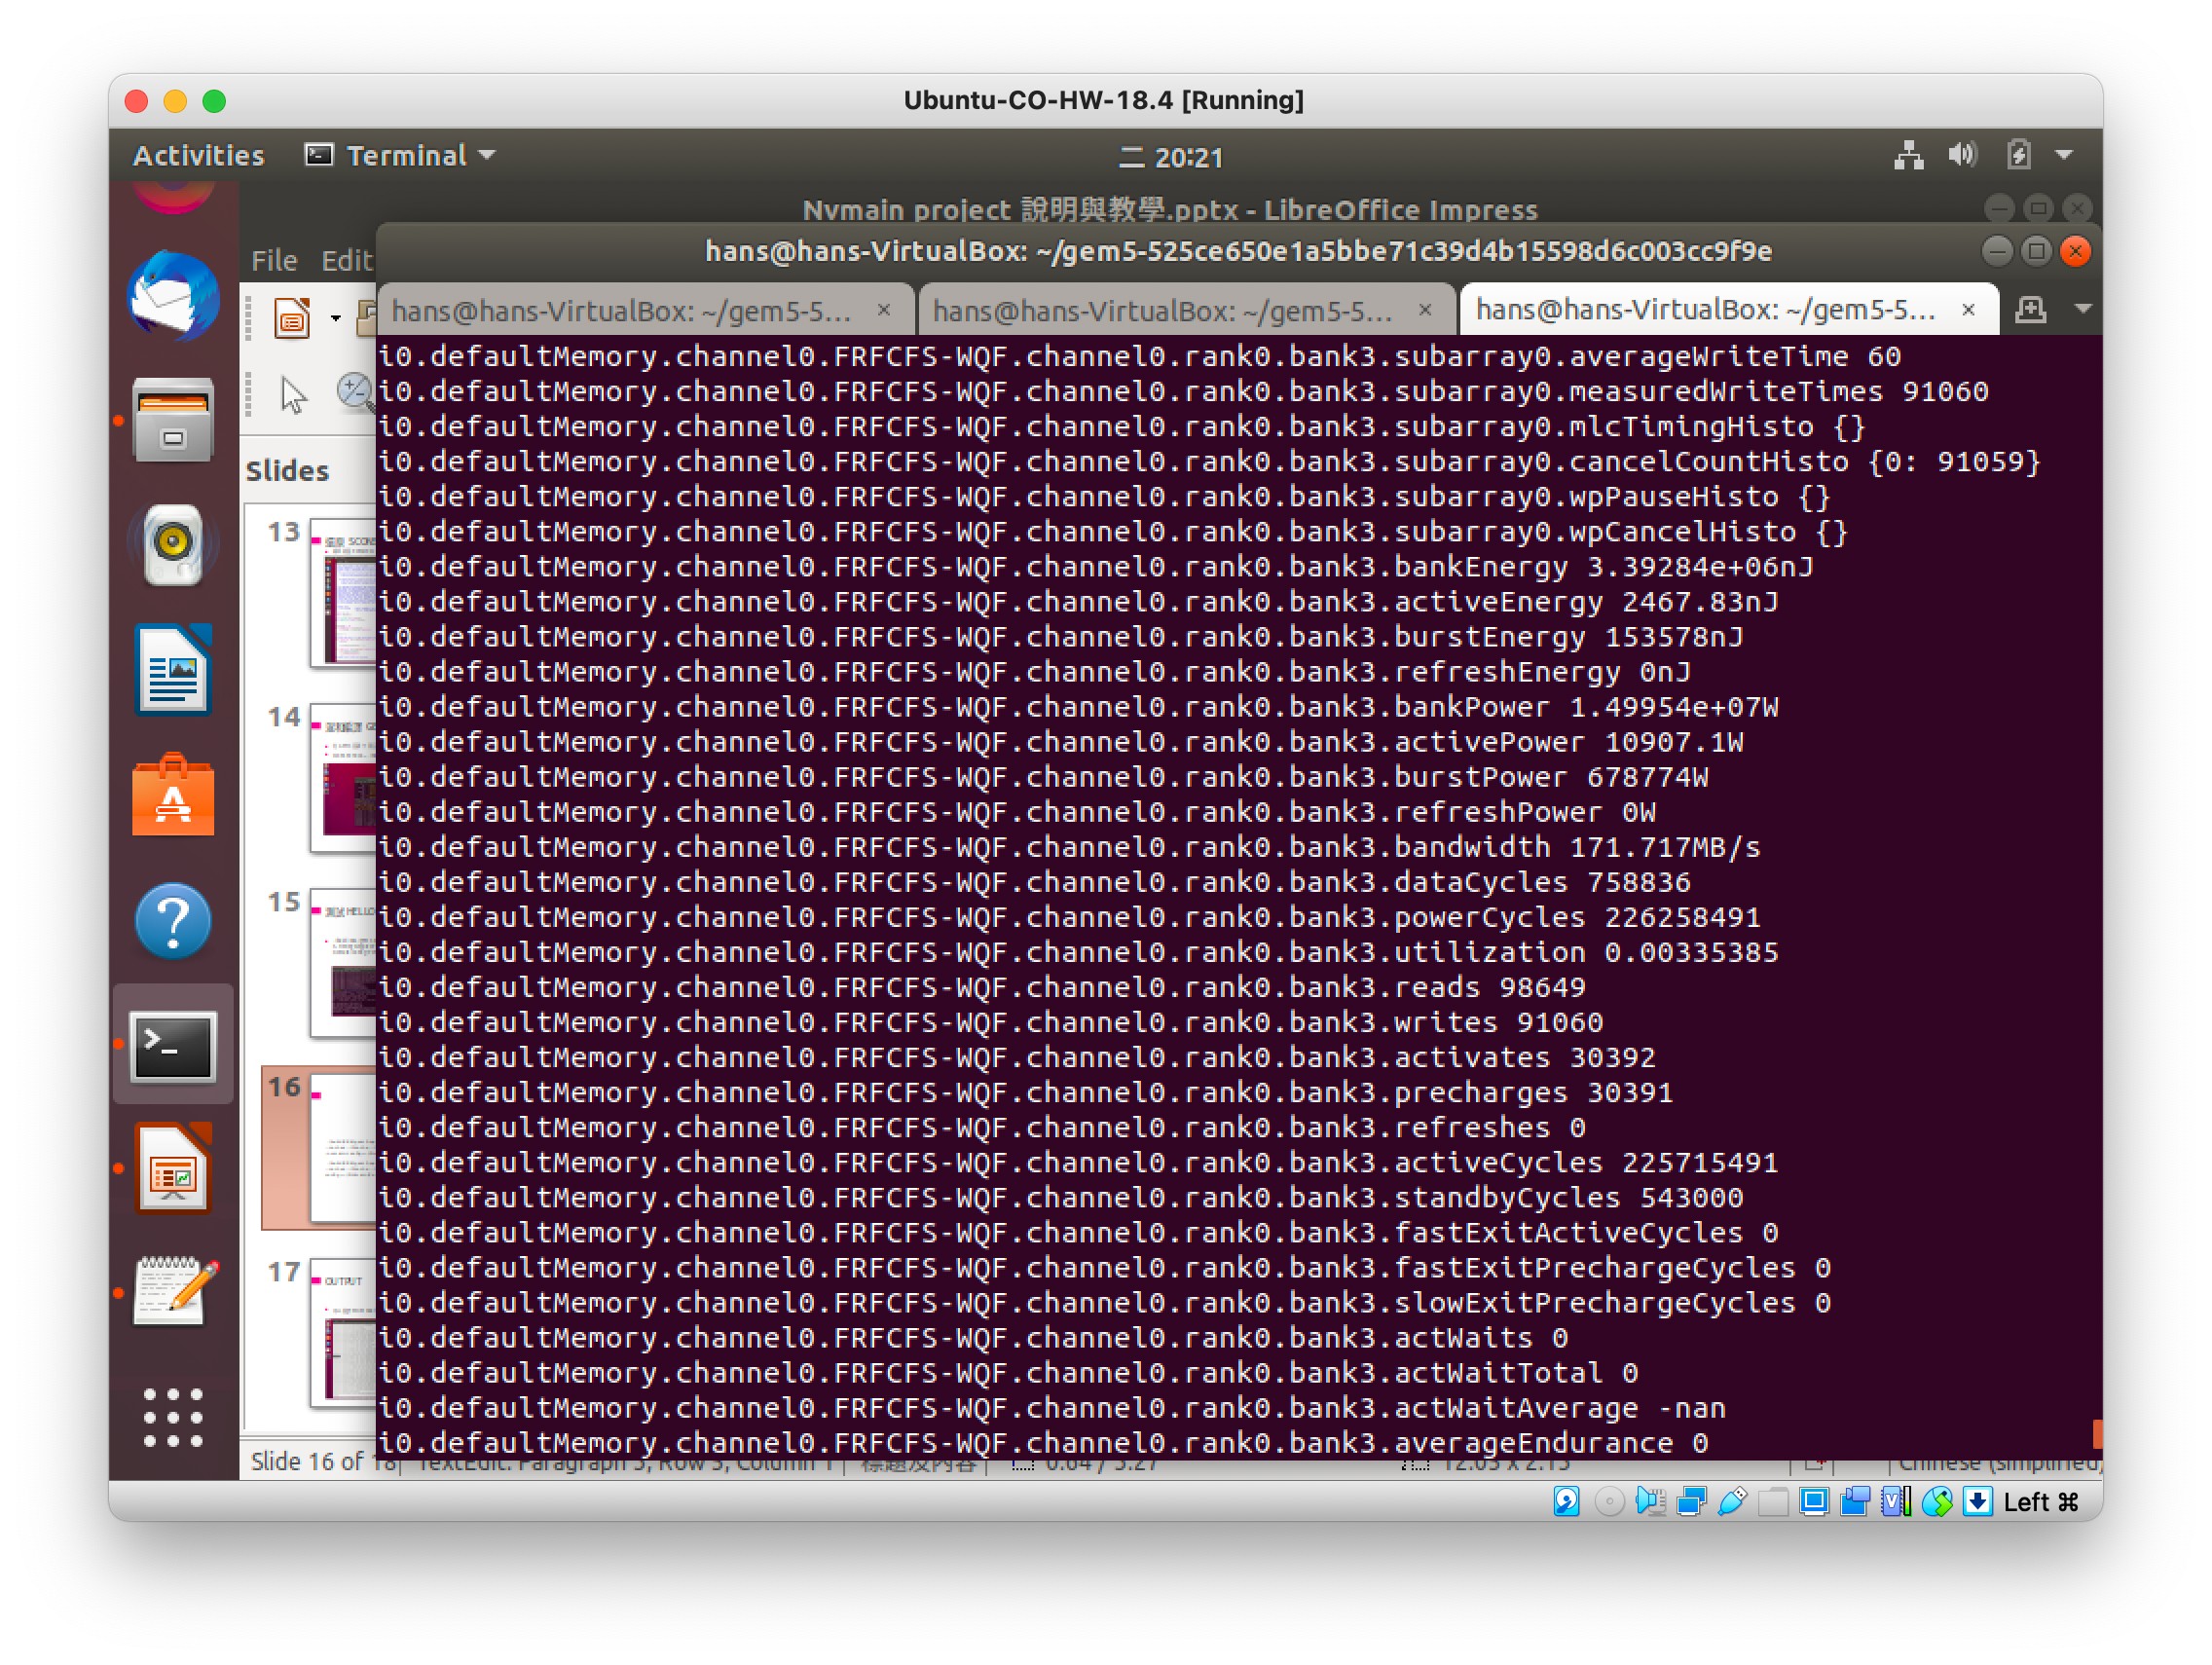 Ubuntu-CO-HW-18.4 [Running]
Activities Terminal 二 20:21
Nvmain project 說明與教學.pptx - LibreOffice Impress
File Edit
hans@hans-VirtualBox: ~/gem5-525ce650e1a5bbe71c39d4b15598d6c003cc9f9e
hans@hans-VirtualBox: ~/gem5-5... × hans@hans-VirtualBox: ~/gem5-5... × hans@hans-VirtualBox: ~/gem5-5... ×
Slides
13
14
15
HELLO
16
17
OUTPUT
i0.defaultMemory.channel0.FRFCFS-WQF.channel0.rank0.bank3.subarray0.averageWriteTime 60
i0.defaultMemory.channel0.FRFCFS-WQF.channel0.rank0.bank3.subarray0.measuredWriteTimes 91060
i0.defaultMemory.channel0.FRFCFS-WQF.channel0.rank0.bank3.subarray0.mlcTimingHisto {}
i0.defaultMemory.channel0.FRFCFS-WQF.channel0.rank0.bank3.subarray0.cancelCountHisto {0: 91059}
i0.defaultMemory.channel0.FRFCFS-WQF.channel0.rank0.bank3.subarray0.wpPauseHisto {}
i0.defaultMemory.channel0.FRFCFS-WQF.channel0.rank0.bank3.subarray0.wpCancelHisto {}
i0.defaultMemory.channel0.FRFCFS-WQF.channel0.rank0.bank3.bankEnergy 3.39284e+06nJ
i0.defaultMemory.channel0.FRFCFS-WQF.channel0.rank0.bank3.activeEnergy 2467.83nJ
i0.defaultMemory.channel0.FRFCFS-WQF.channel0.rank0.bank3.burstEnergy 153578nJ
i0.defaultMemory.channel0.FRFCFS-WQF.channel0.rank0.bank3.refreshEnergy 0nJ
i0.defaultMemory.channel0.FRFCFS-WQF.channel0.rank0.bank3.bankPower 1.49954e+07W
i0.defaultMemory.channel0.FRFCFS-WQF.channel0.rank0.bank3.activePower 10907.1W
i0.defaultMemory.channel0.FRFCFS-WQF.channel0.rank0.bank3.burstPower 678774W
i0.defaultMemory.channel0.FRFCFS-WQF.channel0.rank0.bank3.refreshPower 0W
i0.defaultMemory.channel0.FRFCFS-WQF.channel0.rank0.bank3.bandwidth 171.717MB/s
i0.defaultMemory.channel0.FRFCFS-WQF.channel0.rank0.bank3.dataCycles 758836
i0.defaultMemory.channel0.FRFCFS-WQF.channel0.rank0.bank3.powerCycles 226258491
i0.defaultMemory.channel0.FRFCFS-WQF.channel0.rank0.bank3.utilization 0.00335385
i0.defaultMemory.channel0.FRFCFS-WQF.channel0.rank0.bank3.reads 98649
i0.defaultMemory.channel0.FRFCFS-WQF.channel0.rank0.bank3.writes 91060
i0.defaultMemory.channel0.FRFCFS-WQF.channel0.rank0.bank3.activates 30392
i0.defaultMemory.channel0.FRFCFS-WQF.channel0.rank0.bank3.precharges 30391
i0.defaultMemory.channel0.FRFCFS-WQF.channel0.rank0.bank3.refreshes 0
i0.defaultMemory.channel0.FRFCFS-WQF.channel0.rank0.bank3.activeCycles 225715491
i0.defaultMemory.channel0.FRFCFS-WQF.channel0.rank0.bank3.standbyCycles 543000
i0.defaultMemory.channel0.FRFCFS-WQF.channel0.rank0.bank3.fastExitActiveCycles 0
i0.defaultMemory.channel0.FRFCFS-WQF.channel0.rank0.bank3.fastExitPrechargeCycles 0
i0.defaultMemory.channel0.FRFCFS-WQF.channel0.rank0.bank3.slowExitPrechargeCycles 0
i0.defaultMemory.channel0.FRFCFS-WQF.channel0.rank0.bank3.actWaits 0
i0.defaultMemory.channel0.FRFCFS-WQF.channel0.rank0.bank3.actWaitTotal 0
i0.defaultMemory.channel0.FRFCFS-WQF.channel0.rank0.bank3.actWaitAverage -nan
i0.defaultMemory.channel0.FRFCFS-WQF.channel0.rank0.bank3.averageEndurance 0
Slide 16 of 18 TextEdit: Paragraph 5, Row 5, Column 1 標題及內容 Chinese (simplified)
Left ⌘